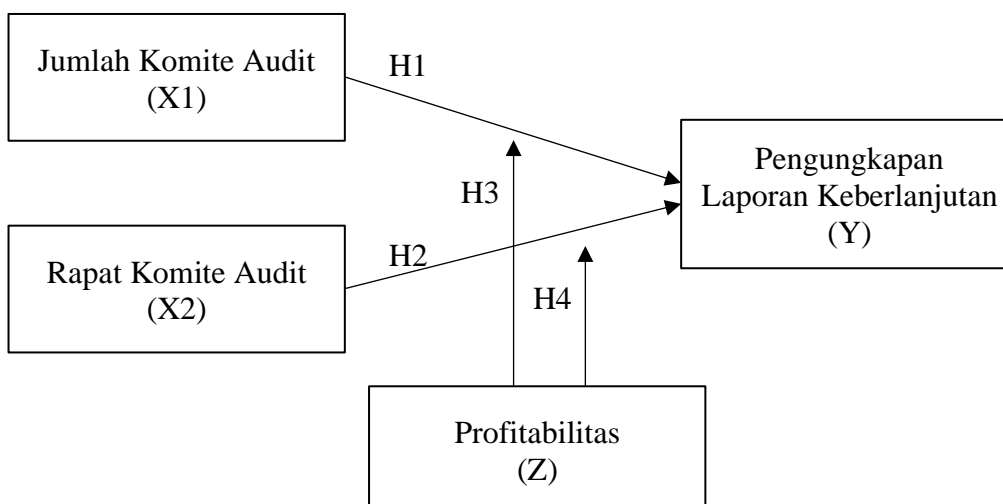 Jumlah Komite Audit
(X1)
H1
Pengungkapan
Laporan Keberlanjutan
(Y)
H3
Rapat Komite Audit
(X2)
H2
H4
Profitabilitas
(Z)